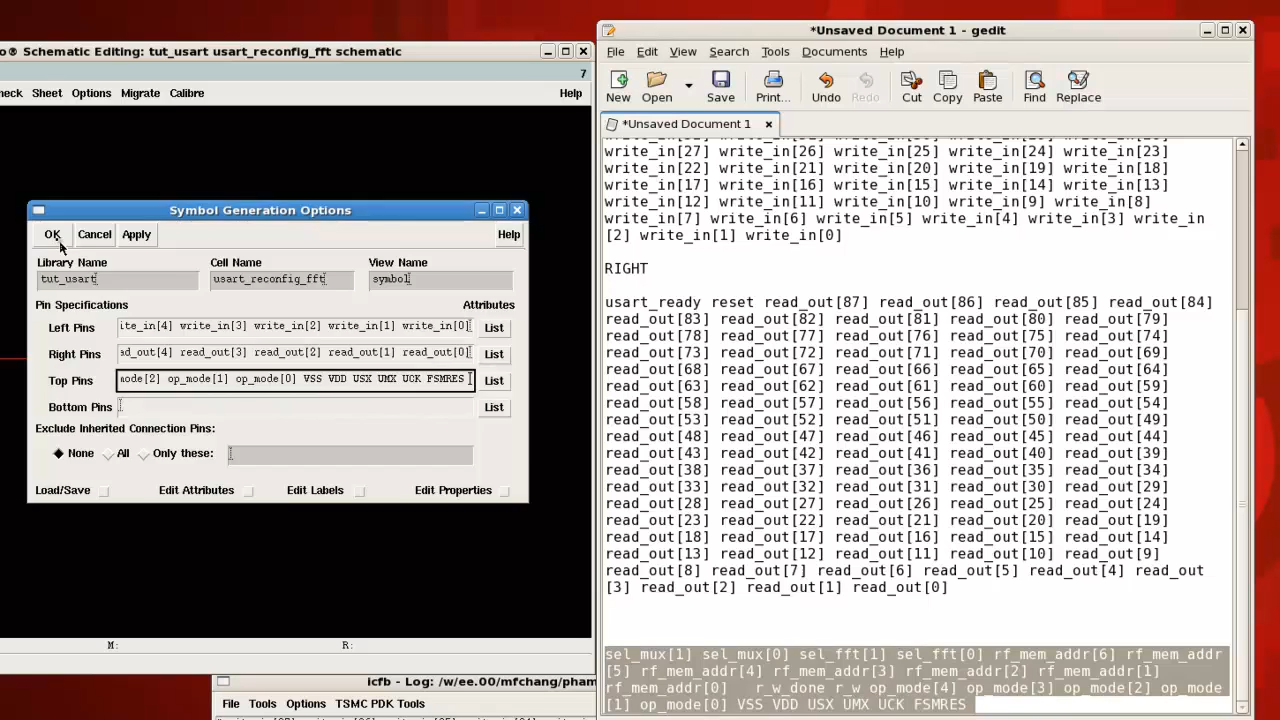 o® Schematic Editing: tut_usart usart_reconfig_fft schematic
7
heck Sheet Options Migrate Calibre Help
Symbol Generation Options
OK Cancel Apply Help
Library Name Cell Name View Name
tut_usart usart_reconfig_fft symbol
Pin Specifications Attributes
Left Pins ite_in[4] write_in[3] write_in[2] write_in[1] write_in[0] List
Right Pins ad_out[4] read_out[3] read_out[2] read_out[1] read_out[0] List
Top Pins mode[2] op_mode[1] op_mode[0] VSS VDD USX UMX UCK FSMRES List
Bottom Pins List
Exclude Inherited Connection Pins:
None All Only these:
Load/Save Edit Attributes Edit Labels Edit Properties
M: R:
icfb - Log: /w/ee.00/mfchang/pham
File Tools Options TSMC PDK Tools
*Unsaved Document 1 - gedit
File Edit View Search Tools Documents Help
New Open Save Print... Undo Redo Cut Copy Paste Find Replace
*Unsaved Document 1
write_in[27] write_in[26] write_in[25] write_in[24] write_in[23]
write_in[22] write_in[21] write_in[20] write_in[19] write_in[18]
write_in[17] write_in[16] write_in[15] write_in[14] write_in[13]
write_in[12] write_in[11] write_in[10] write_in[9] write_in[8]
write_in[7] write_in[6] write_in[5] write_in[4] write_in[3] write_in
[2] write_in[1] write_in[0]
RIGHT
usart_ready reset read_out[87] read_out[86] read_out[85] read_out[84]
read_out[83] read_out[82] read_out[81] read_out[80] read_out[79]
read_out[78] read_out[77] read_out[76] read_out[75] read_out[74]
read_out[73] read_out[72] read_out[71] read_out[70] read_out[69]
read_out[68] read_out[67] read_out[66] read_out[65] read_out[64]
read_out[63] read_out[62] read_out[61] read_out[60] read_out[59]
read_out[58] read_out[57] read_out[56] read_out[55] read_out[54]
read_out[53] read_out[52] read_out[51] read_out[50] read_out[49]
read_out[48] read_out[47] read_out[46] read_out[45] read_out[44]
read_out[43] read_out[42] read_out[41] read_out[40] read_out[39]
read_out[38] read_out[37] read_out[36] read_out[35] read_out[34]
read_out[33] read_out[32] read_out[31] read_out[30] read_out[29]
read_out[28] read_out[27] read_out[26] read_out[25] read_out[24]
read_out[23] read_out[22] read_out[21] read_out[20] read_out[19]
read_out[18] read_out[17] read_out[16] read_out[15] read_out[14]
read_out[13] read_out[12] read_out[11] read_out[10] read_out[9]
read_out[8] read_out[7] read_out[6] read_out[5] read_out[4] read_out
[3] read_out[2] read_out[1] read_out[0]
sel_mux[1] sel_mux[0] sel_fft[1] sel_fft[0] rf_mem_addr[6] rf_mem_addr
[5] rf_mem_addr[4] rf_mem_addr[3] rf_mem_addr[2] rf_mem_addr[1]
rf_mem_addr[0] r_w_done r_w op_mode[4] op_mode[3] op_mode[2] op_mode
[1] op_mode[0] VSS VDD USX UMX UCK FSMRES